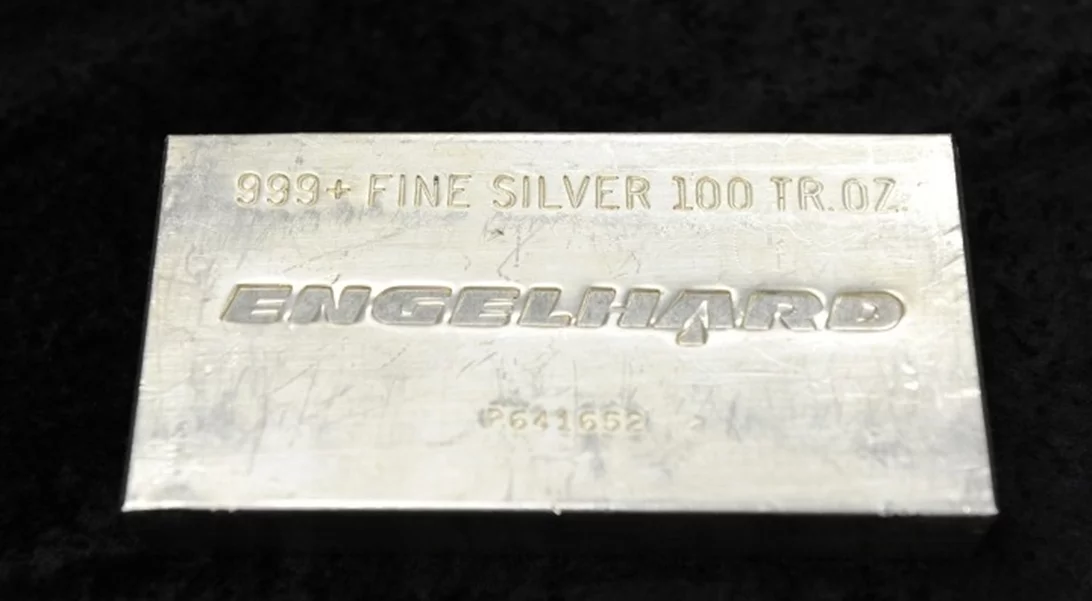 999+ FINE SILVER 100 TR.OZ.
ENGELHARD
P641652